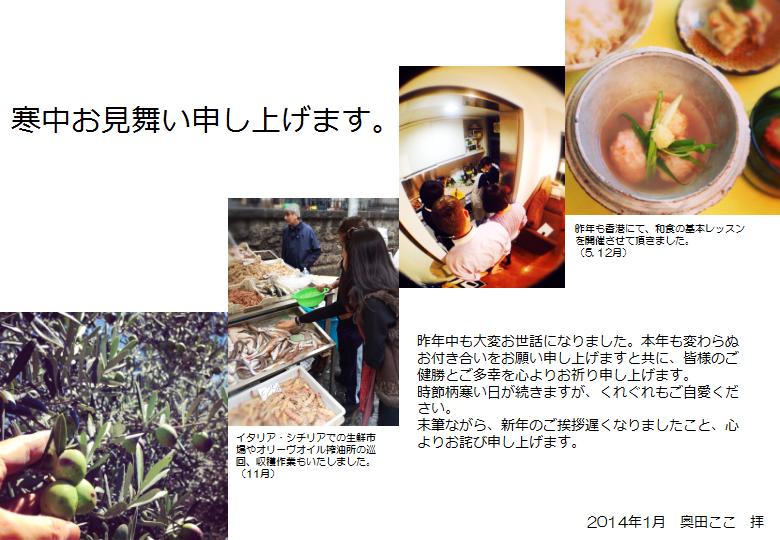 寒中お見舞い申し上げます。
昨年も香港にて、和食の基本レッスン
を開催させて頂きました。
（5, 12月）
イタリア・シチリアでの生鮮市
場やオリーヴオイル搾油所の巡
回、収穫作業もいたしました。
（11月）
昨年中も大変お世話になりました。本年も変わらぬ
お付き合いをお願い申し上げますと共に、皆様のご
健勝とご多幸を心よりお祈り申し上げます。
時節柄寒い日が続きますが、くれぐれもご自愛くだ
さい。
末筆ながら、新年のご挨拶遅くなりましたこと、心
よりお詫び申し上げます。
2014年1月　奥田ここ　拝